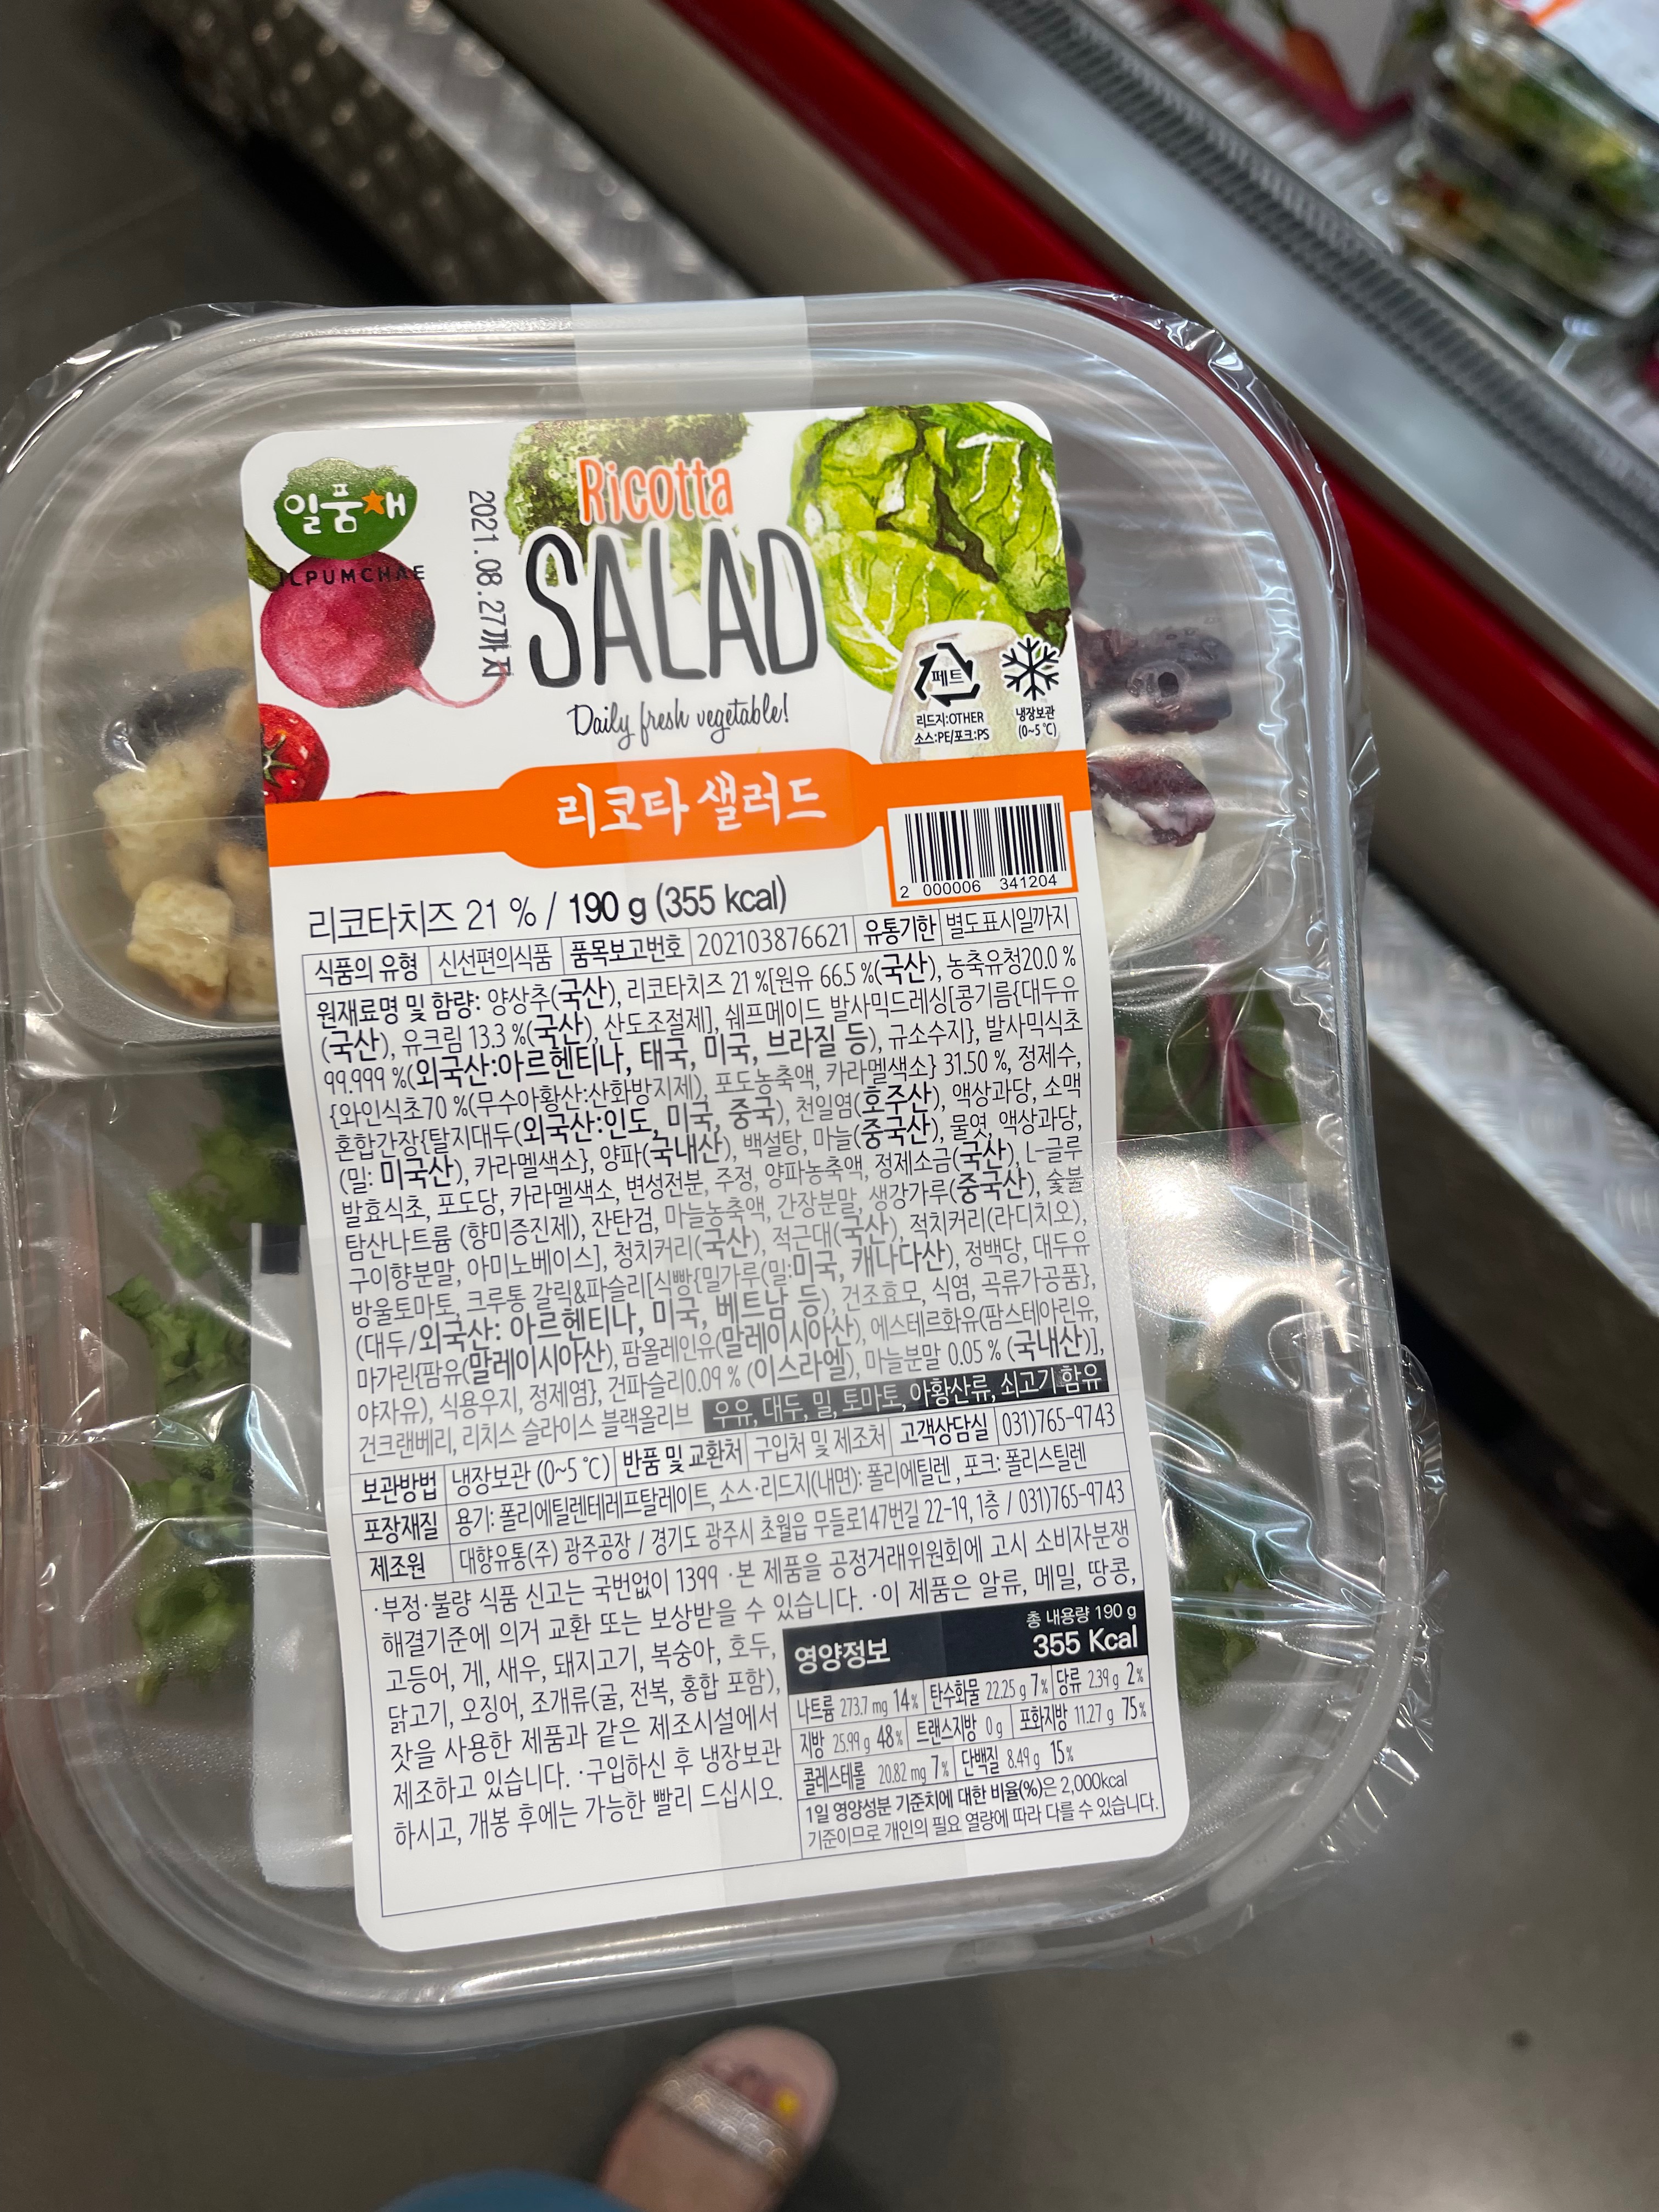 일품채
ILPUMCHAE
2021.08.27까지
Ricotta
SALAD
Daily fresh vegetable!
페트
리드지:OTHER
소스:PE/포크:PS
냉장보관
(0~5℃)
리코타 샐러드
2 000006 341204
리코타치즈 21 % / 190 g (355 kcal)
식품의 유형 신선편의식품 품목보고번호 202103876621 유통기한 별도표시일까지
원재료명 및 함량: 양상추(국산), 리코타치즈 21 %[원유 66.5 %(국산), 농축유청20.0 %
(국산), 유크림 13.3 %(국산), 산도조절제], 쉐프메이드 발사믹드레싱[콩기름{대두유
99.999 %(외국산:아르헨티나, 태국, 미국, 브라질 등), 규소수지}, 발사믹식초
{와인식초70 %(무수아황산:산화방지제), 포도농축액, 카라멜색소} 31.50 %, 정제수,
혼합간장{탈지대두(외국산:인도, 미국, 중국), 천일염(호주산), 액상과당, 소맥
(밀: 미국산), 카라멜색소}, 양파(국내산), 백설탕, 마늘(중국산), 물엿, 액상과당,
발효식초, 포도당, 카라멜색소, 변성전분, 주정, 양파농축액, 정제소금(국산), L-글루
탐산나트륨 (향미증진제), 잔탄검, 마늘농축액, 간장분말, 생강가루(중국산), 숯불
구이향분말, 아미노베이스], 청치커리(국산), 적근대(국산), 적치커리(라디치오),
방울토마토, 크루통 갈릭&파슬리[식빵{밀가루(밀:미국, 캐나다산), 정백당, 대두유
(대두/외국산: 아르헨티나, 미국, 베트남 등), 건조효모, 식염, 곡류가공품},
마가린{팜유(말레이시아산), 팜올레인유(말레이시아산), 에스테르화유(팜스테아린유,
야자유), 식용우지, 정제염}, 건파슬리0.09 % (이스라엘), 마늘분말 0.05 % (국내산)],
건크랜베리, 리치스 슬라이스 블랙올리브 우유, 대두, 밀, 토마토, 아황산류, 쇠고기 함유
보관방법 냉장보관 (0~5℃) 반품 및 교환처 구입처 및 제조처 고객상담실 031)765-9743
포장재질 용기: 폴리에틸렌테레프탈레이트, 소스·리드지(내면): 폴리에틸렌, 포크: 폴리스틸렌
제조원 대향유통(주) 광주공장 / 경기도 광주시 초월읍 무들로147번길 22-19, 1층 / 031)765-9743
·부정·불량 식품 신고는 국번없이 1399 ·본 제품을 공정거래위원회에 고시 소비자분쟁
해결기준에 의거 교환 또는 보상받을 수 있습니다. ·이 제품은 알류, 메밀, 땅콩,
고등어, 게, 새우, 돼지고기, 복숭아, 호두,
닭고기, 오징어, 조개류(굴, 전복, 홍합 포함),
잣을 사용한 제품과 같은 제조시설에서
제조하고 있습니다. ·구입하신 후 냉장보관
하시고, 개봉 후에는 가능한 빨리 드십시오.
영양정보
총 내용량 190 g
355 Kcal
나트륨 273.7 mg 14% 탄수화물 22.25 g 7% 당류 2.39 g 2%
지방 25.99 g 48% 트랜스지방 0 g 포화지방 11.27 g 75%
콜레스테롤 20.82 mg 7% 단백질 8.49 g 15%
1일 영양성분 기준치에 대한 비율(%)은 2,000kcal
기준이므로 개인의 필요 열량에 따라 다를 수 있습니다.